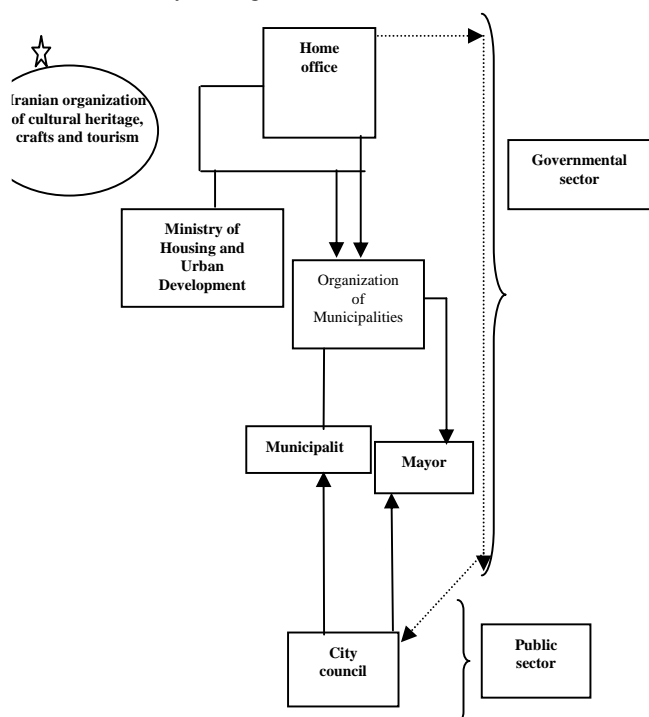 Home
office
Iranian organization
of cultural heritage,
crafts and tourism
Governmental
sector
Ministry of
Housing and
Urban
Development
Organization
of
Municipalities
Municipalit
Mayor
City
council
Public
sector